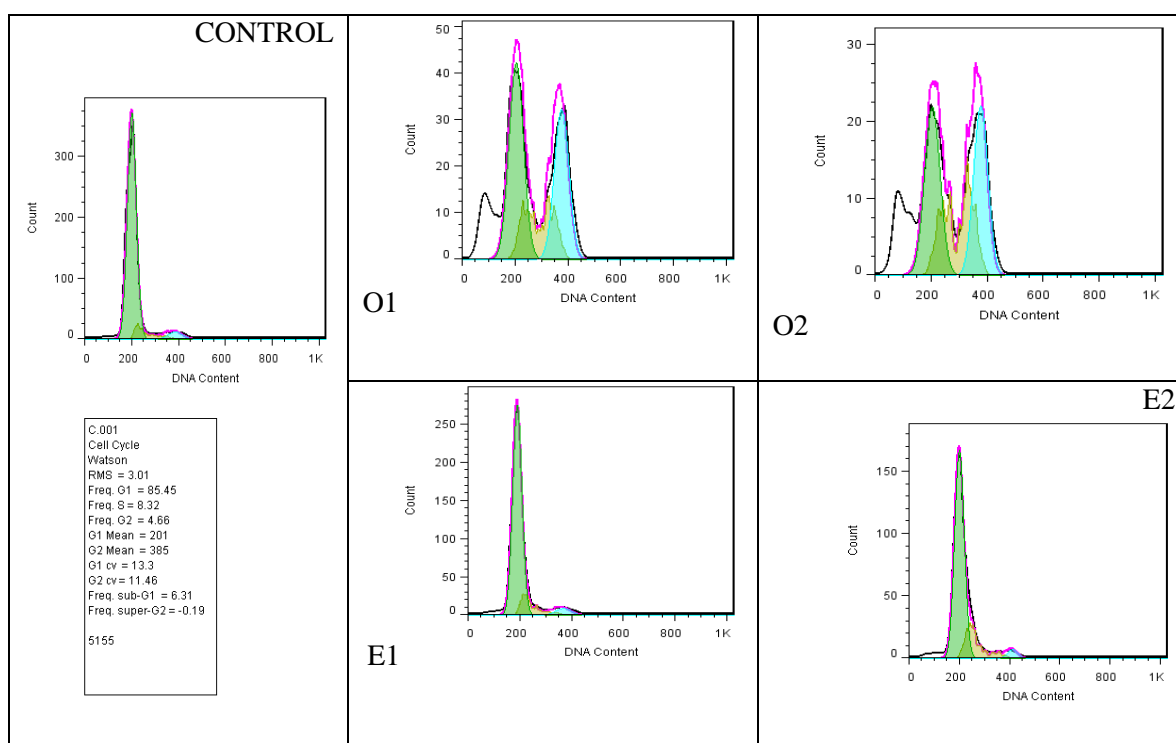 CONTROL
300
200
100
0
Count
0 200 400 600 800 1K
DNA Content
C.001
Cell Cycle
Watson
RMS = 3.01
Freq. G1 = 85.45
Freq. S = 8.32
Freq. G2 = 4.66
G1 Mean = 201
G2 Mean = 385
G1 cv = 13.3
G2 cv = 11.46
Freq. sub-G1 = 6.31
Freq. super-G2 = -0.19
5155
50
40
30
20
10
0
Count
0 200 400 600 800 1K
DNA Content
O1
30
20
10
0
Count
0 200 400 600 800 1K
DNA Content
O2
250
200
150
100
50
0
Count
0 200 400 600 800 1K
DNA Content
E1
E2
150
100
50
0
Count
0 200 400 600 800 1K
DNA Content